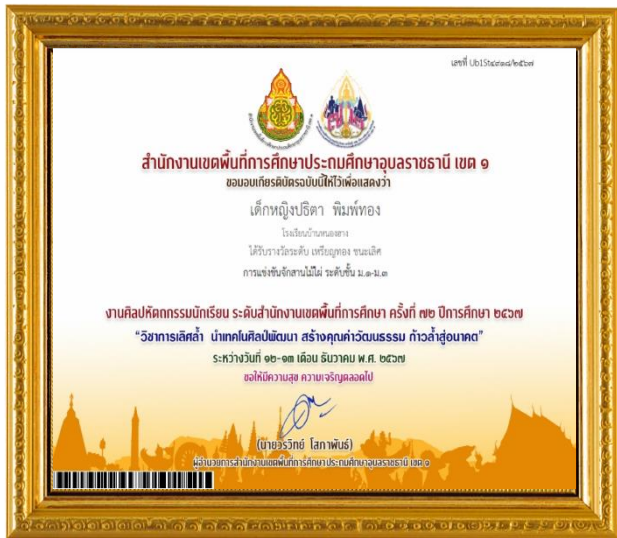 เลขที่ Ub1St๔๙๑๘/๒๕๖๗
สำนักงานเขตพื้นที่การศึกษาประถมศึกษาอุบลราชธานี เขต ๑
ขอมอบเกียรติบัตรฉบับนี้ให้ไว้เพื่อแสดงว่า
เด็กหญิงปธิตา พิมพ์ทอง
โรงเรียนบ้านหนองฮาง
ได้รับรางวัลระดับ เหรียญทอง ชนะเลิศ
การแข่งขันจักสานไม้ไผ่ ระดับชั้น ม.๑-ม.๓
งานศิลปหัตถกรรมนักเรียน ระดับสำนักงานเขตพื้นที่การศึกษา ครั้งที่ ๗๒ ปีการศึกษา ๒๕๖๗
“วิชาการเลิศล้ำ นำเทคโนศิลป์พัฒนา สร้างคุณค่าวัฒนธรรม ก้าวล้ำสู่อนาคต”
ระหว่างวันที่ ๑๒-๑๓ เดือน ธันวาคม พ.ศ. ๒๕๖๗
ขอให้มีความสุข ความเจริญตลอดไป
(นายวรวิทย์ โสภาพันธ์)
ผู้อำนวยการสำนักงานเขตพื้นที่การศึกษาประถมศึกษาอุบลราชธานี เขต ๑